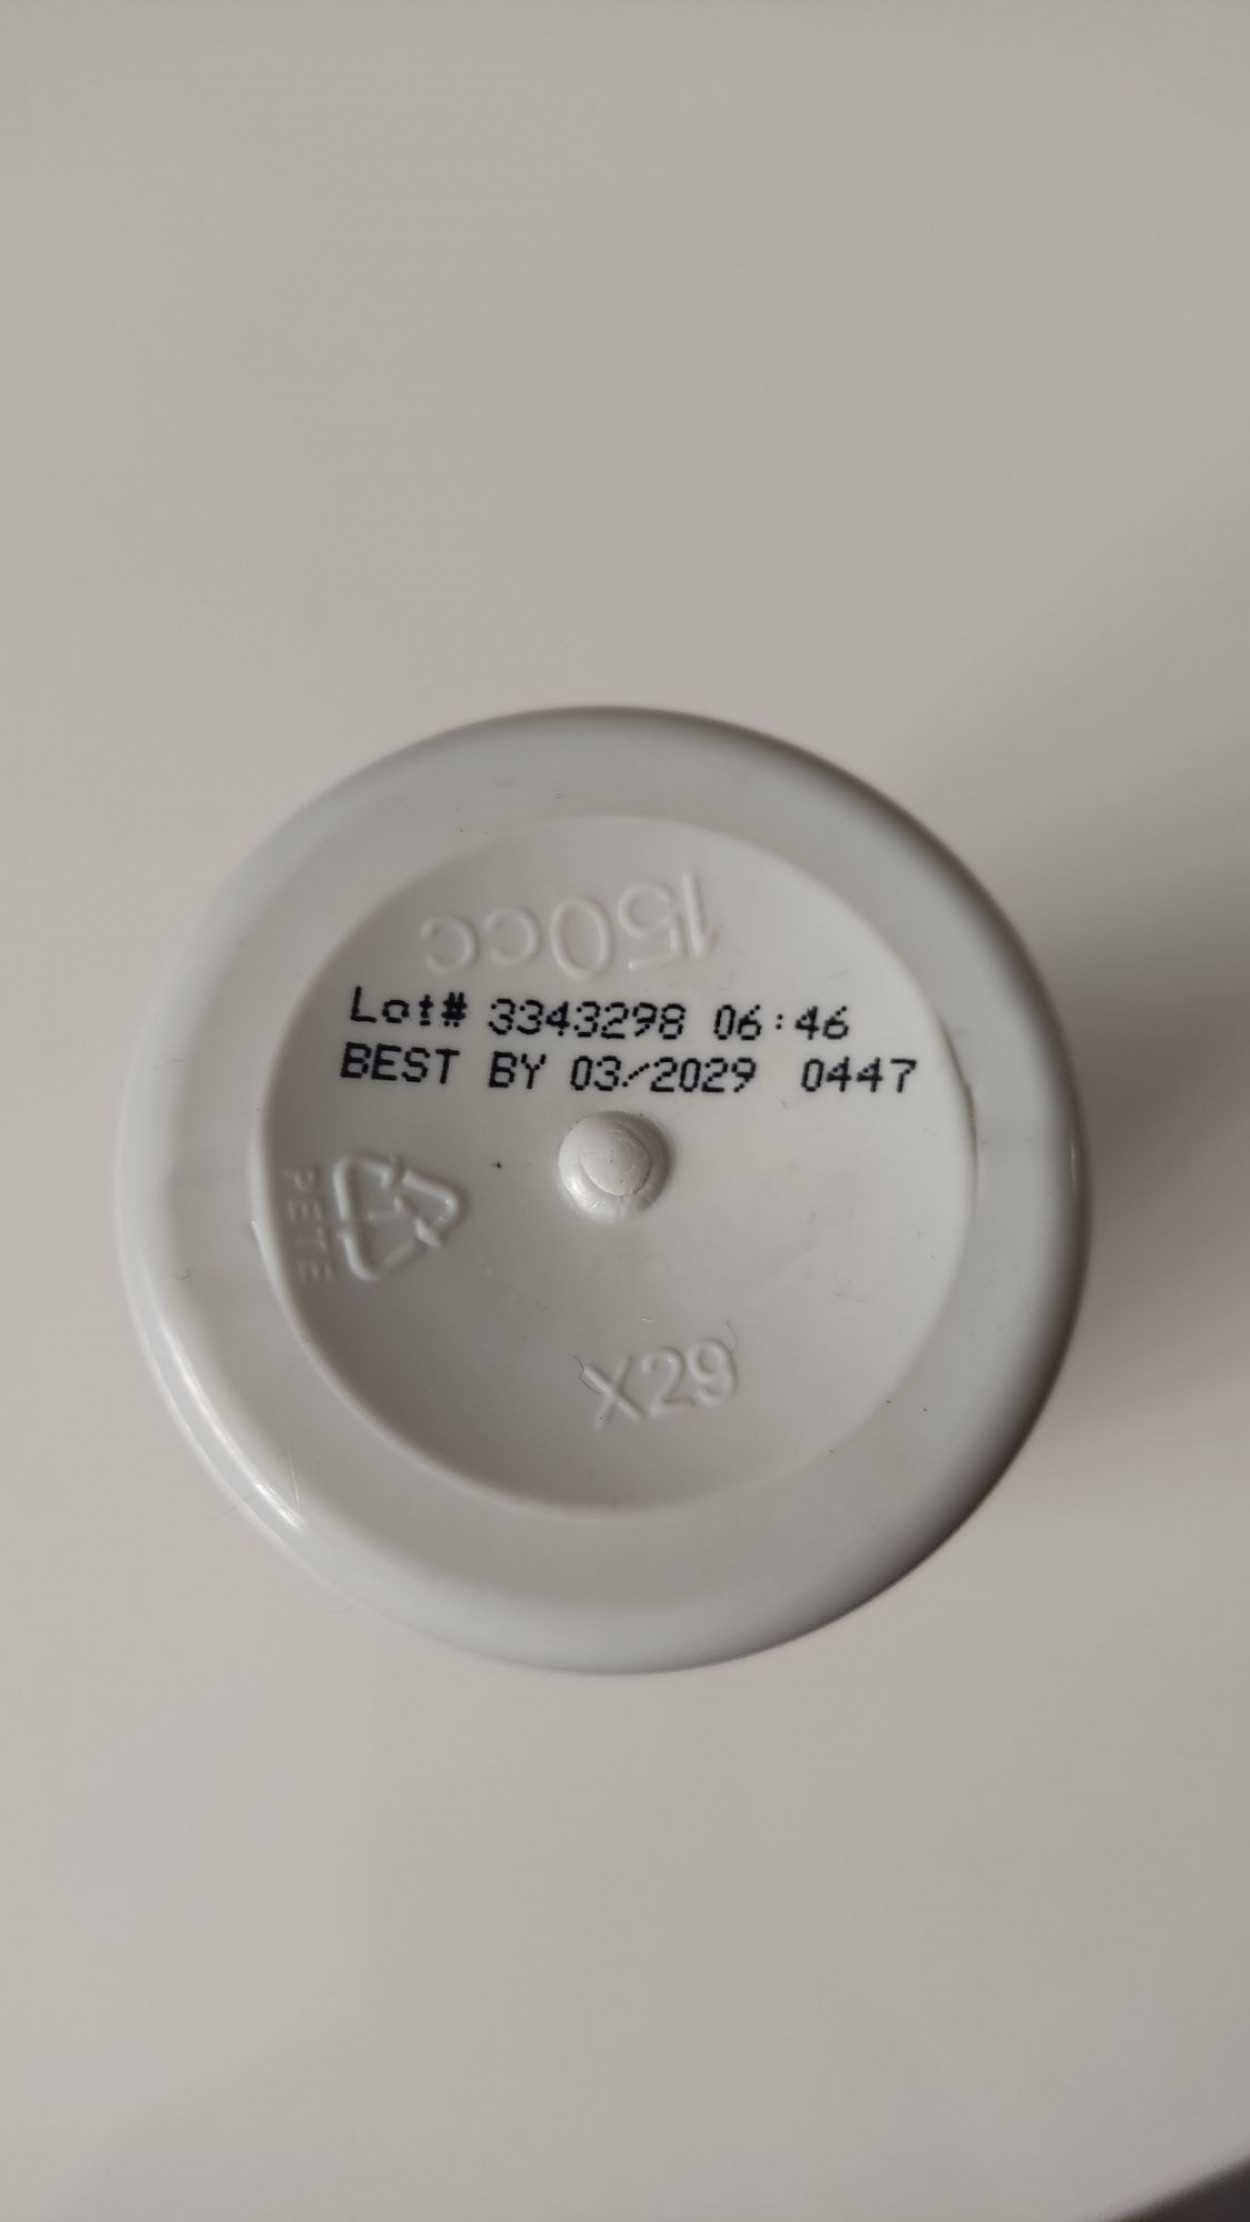 150cc
Lot# 3343298 06:46
BEST BY 03/2029 0447
PETE
X29